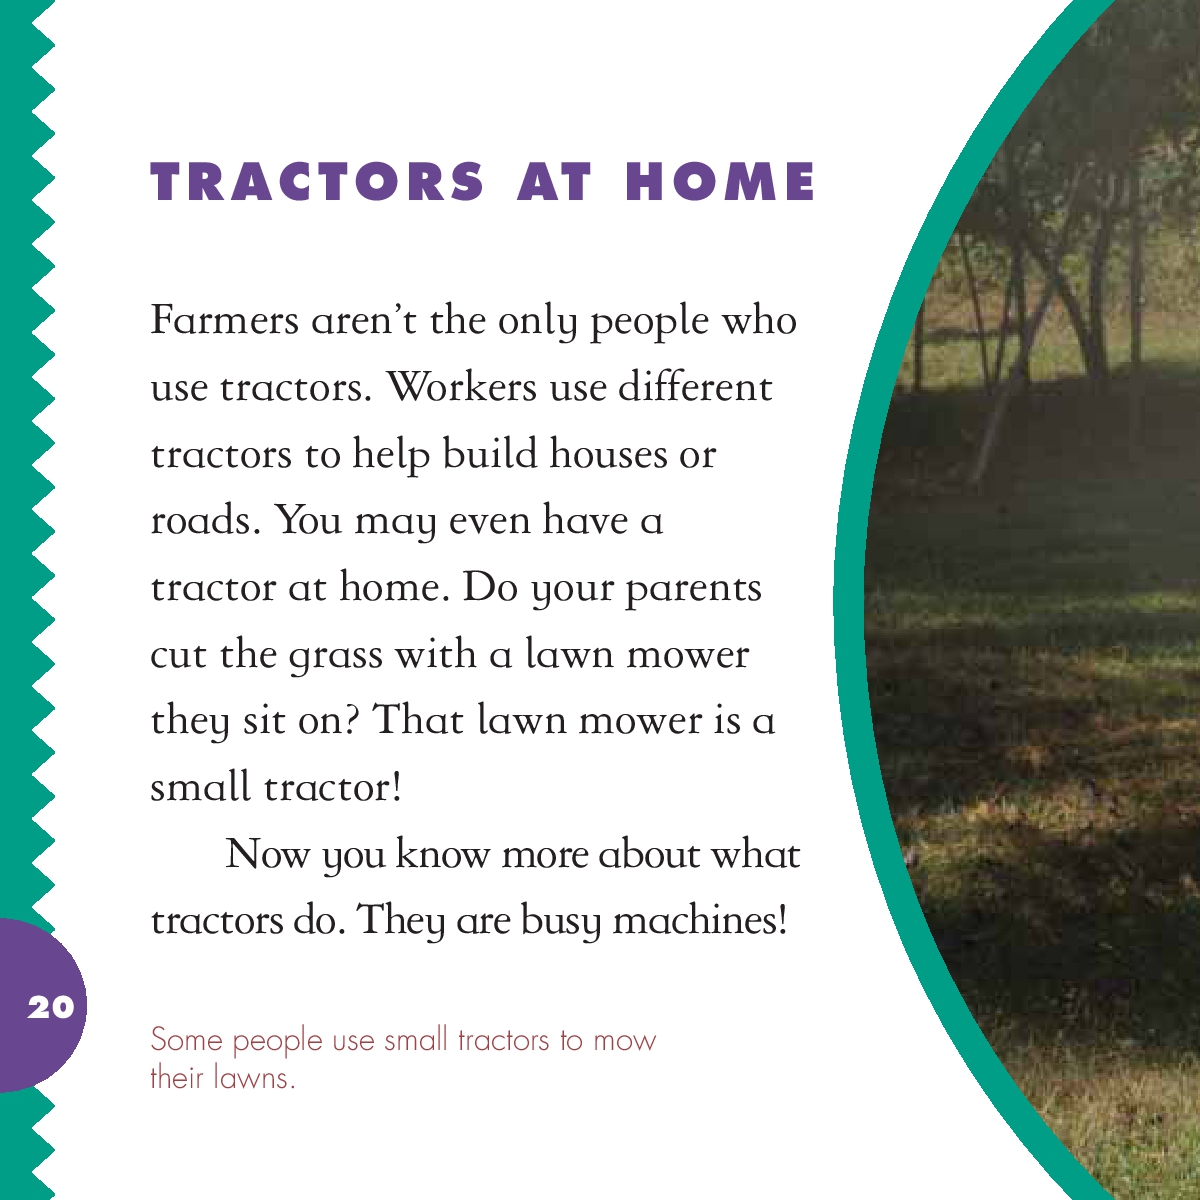 TRACTORS AT HOME
Farmers aren’t the only people who
use tractors. Workers use different
tractors to help build houses or
roads. You may even have a
tractor at home. Do your parents
cut the grass with a lawn mower
they sit on? That lawn mower is a
small tractor!
Now you know more about what
tractors do. They are busy machines!
20
Some people use small tractors to mow
their lawns.